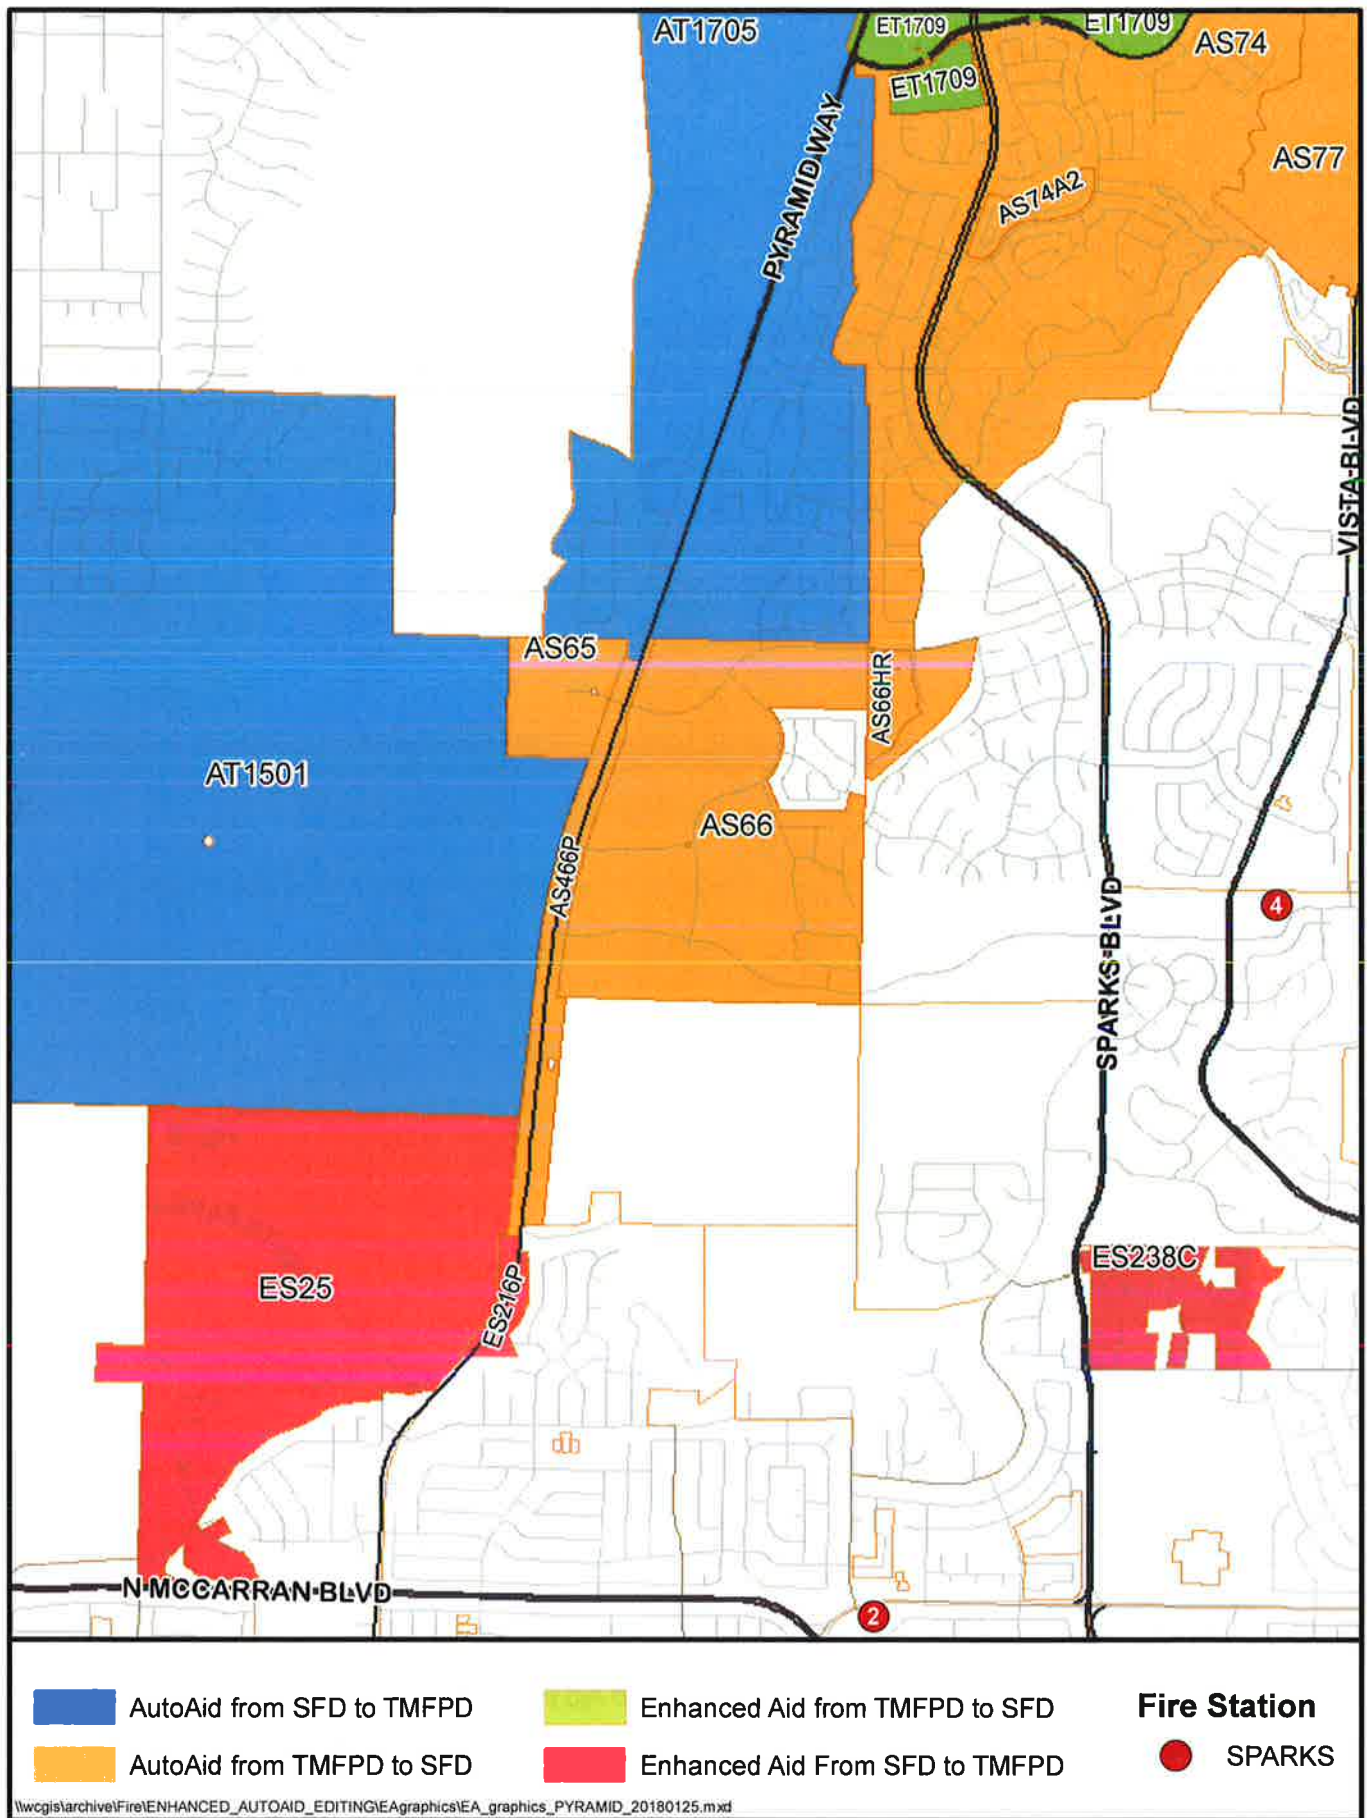 AT1705
ET1709
ET1709
AS74
ET1709
PYRAMID WAY
AS77
AS74A2
VISTA BLVD
AS65
AS66HR
AT1501
AS66
AS466P
4
SPARKS BLVD
ES238C
ES25
ES216P
N MCCARRAN BLVD
2
AutoAid from SFD to TMFPD
Enhanced Aid from TMFPD to SFD
Fire Station
AutoAid from TMFPD to SFD
Enhanced Aid From SFD to TMFPD
SPARKS
\\wcgis\archive\Fire\ENHANCED_AUTOAID_EDITING\EAgraphics\EA_graphics_PYRAMID_20180125.mxd